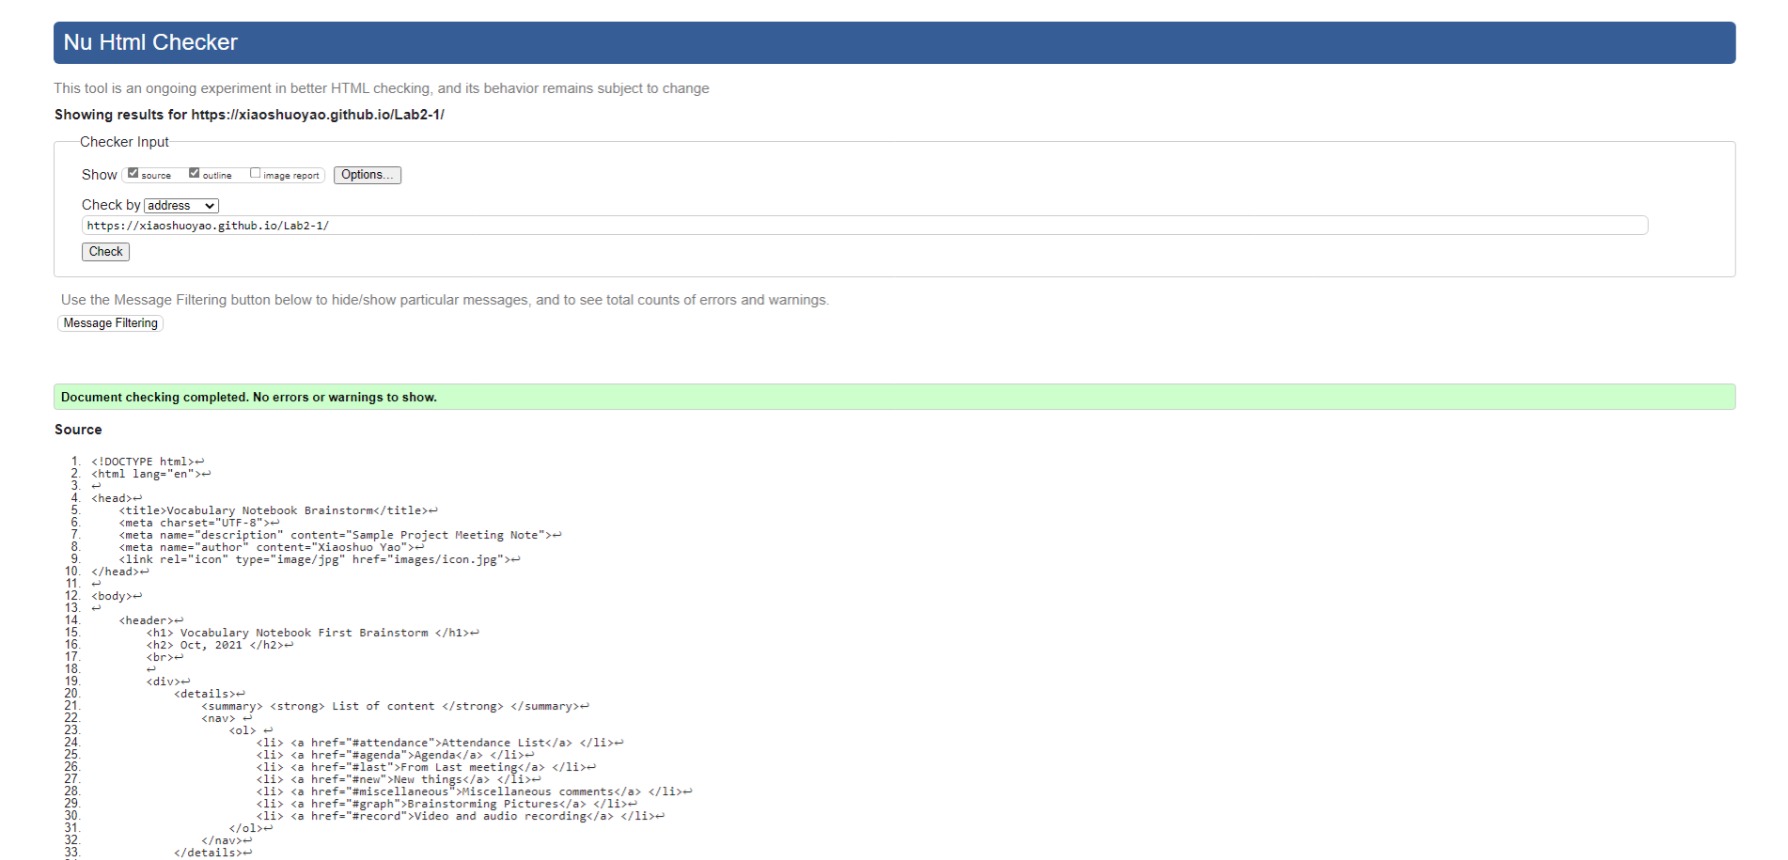 Nu Html Checker
This tool is an ongoing experiment in better HTML checking, and its behavior remains subject to change
Showing results for https://xiaoshuoyao.github.io/Lab2-1/
Checker Input
Show source outline image report Options...
Check by address
https://xiaoshuoyao.github.io/Lab2-1/
Check
Use the Message Filtering button below to hide/show particular messages, and to see total counts of errors and warnings.
Message Filtering
Document checking completed. No errors or warnings to show.
Source
1. <!DOCTYPE html>↩
2. <html lang="en">↩
3. ↩
4. <head>↩
5.     <title>Vocabulary Notebook Brainstorm</title>↩
6.     <meta charset="UTF-8">↩
7.     <meta name="description" content="Sample Project Meeting Note">↩
8.     <meta name="author" content="Xiaoshuo Yao">↩
9.     <link rel="icon" type="image/jpg" href="images/icon.jpg">↩
10. </head>↩
11. ↩
12. <body>↩
13. ↩
14.     <header>↩
15.         <h1> Vocabulary Notebook First Brainstorm </h1>↩
16.         <h2> Oct, 2021 </h2>↩
17.         <br>↩
18.         ↩
19.         <div>↩
20.             <details>↩
21.                 <summary> <strong> List of content </strong> </summary>↩
22.                 <nav> ↩
23.                     <ol> ↩
24.                         <li> <a href="#attendance">Attendance List</a> </li>↩
25.                         <li> <a href="#agenda">Agenda</a> </li>↩
26.                         <li> <a href="#last">From Last meeting</a> </li>↩
27.                         <li> <a href="#new">New things</a> </li>↩
28.                         <li> <a href="#miscellaneous">Miscellaneous comments</a> </li>↩
29.                         <li> <a href="#graph">Brainstorming Pictures</a> </li>↩
30.                         <li> <a href="#record">Video and audio recording</a> </li>↩
31.                     </ol>↩
32.                 </nav>↩
33.             </details>↩